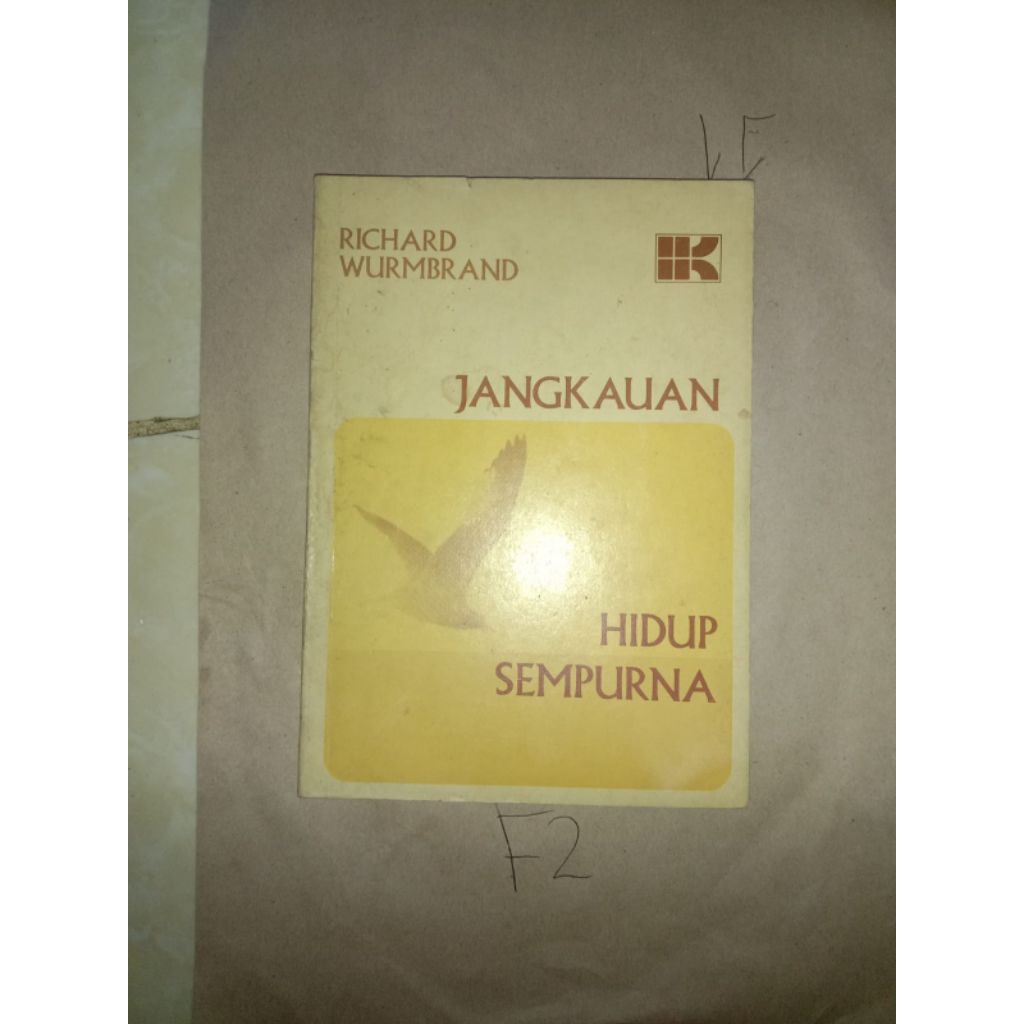 RICHARD
WURMBRAND
JANGKAUAN
HIDUP
SEMPURNA
F2